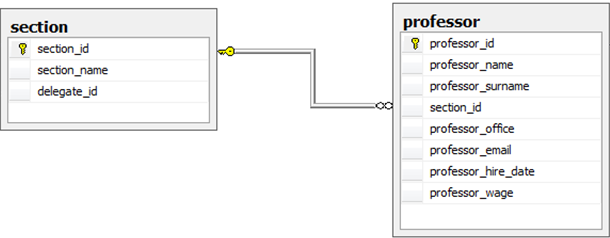 section
section_id
section_name
delegate_id
professor
professor_id
professor_name
professor_surname
section_id
professor_office
professor_email
professor_hire_date
professor_wage